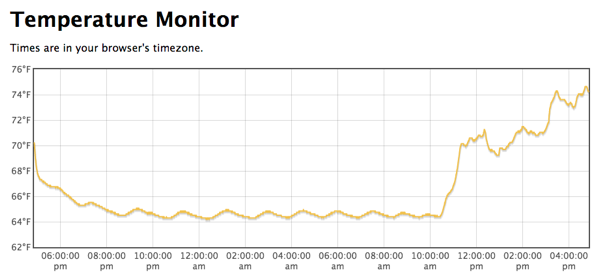 Temperature Monitor
Times are in your browser's timezone.
76°F
74°F
72°F
70°F
68°F
66°F
64°F
62°F
06:00:00 08:00:00 10:00:00 12:00:00 02:00:00 04:00:00 06:00:00 08:00:00 10:00:00 12:00:00 02:00:00 04:00:00
pm pm pm am am am am am am pm pm pm